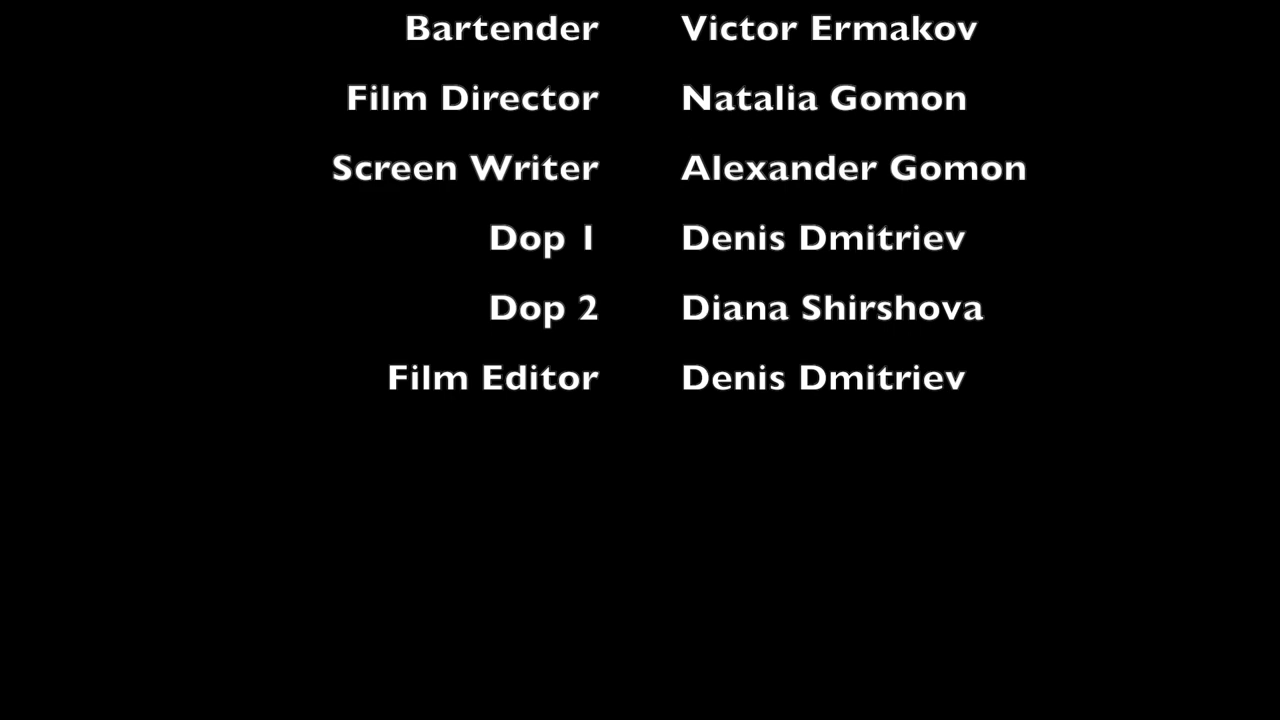 Bartender Victor Ermakov
Film Director Natalia Gomon
Screen Writer Alexander Gomon
Dop 1 Denis Dmitriev
Dop 2 Diana Shirshova
Film Editor Denis Dmitriev